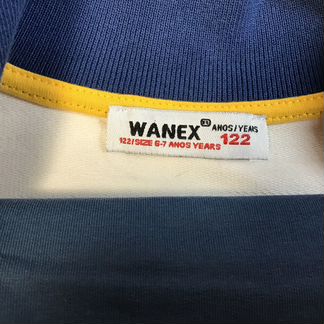 WANEX ANOS/YEARS
122/SIZE 6-7 ANOS YEARS 122